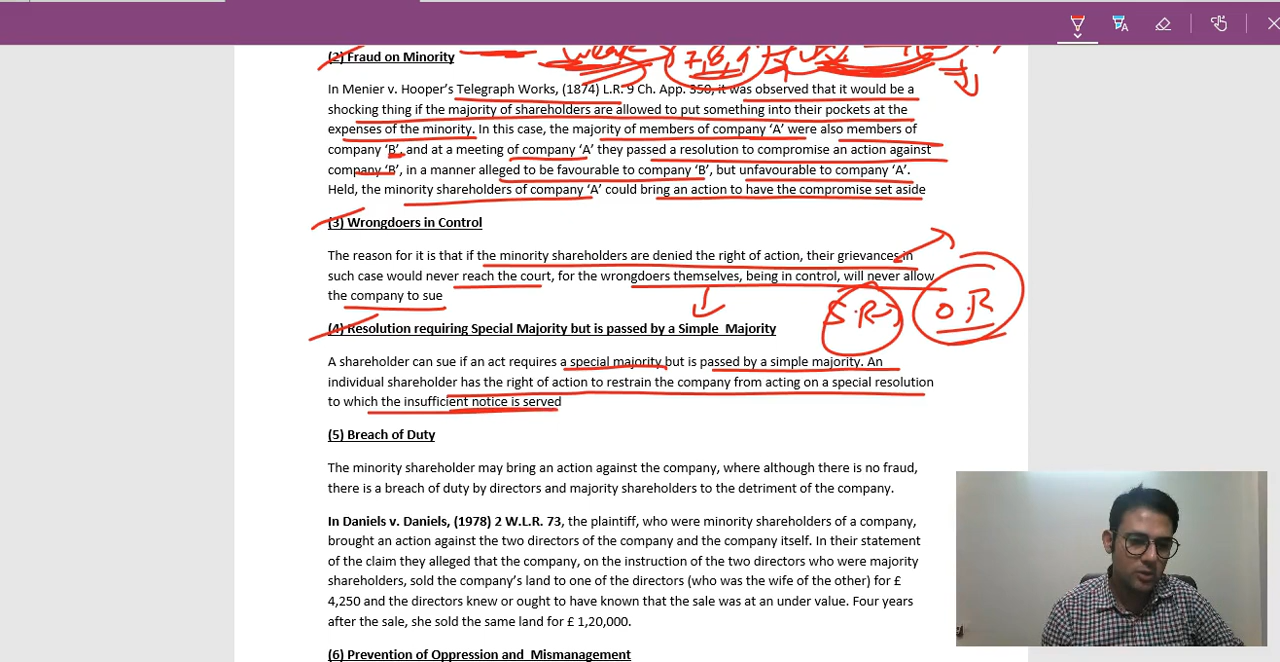 (2) Fraud on Minority
7,8,9
In Menier v. Hooper's Telegraph Works, (1874) L.R. 9 Ch. App. 350, it was observed that it would be a
shocking thing if the majority of shareholders are allowed to put something into their pockets at the
expenses of the minority. In this case, the majority of members of company 'A' were also members of
company 'B', and at a meeting of company 'A' they passed a resolution to compromise an action against
company 'B', in a manner alleged to be favourable to company 'B', but unfavourable to company 'A'.
Held, the minority shareholders of company 'A' could bring an action to have the compromise set aside
(3) Wrongdoers in Control
The reason for it is that if the minority shareholders are denied the right of action, their grievances in
such case would never reach the court, for the wrongdoers themselves, being in control, will never allow
the company to sue
S.R
O.R
(4) Resolution requiring Special Majority but is passed by a Simple Majority
A shareholder can sue if an act requires a special majority but is passed by a simple majority. An
individual shareholder has the right of action to restrain the company from acting on a special resolution
to which the insufficient notice is served
(5) Breach of Duty
The minority shareholder may bring an action against the company, where although there is no fraud,
there is a breach of duty by directors and majority shareholders to the detriment of the company.
In Daniels v. Daniels, (1978) 2 W.L.R. 73, the plaintiff, who were minority shareholders of a company,
brought an action against the two directors of the company and the company itself. In their statement
of the claim they alleged that the company, on the instruction of the two directors who were majority
shareholders, sold the company's land to one of the directors (who was the wife of the other) for £
4,250 and the directors knew or ought to have known that the sale was at an under value. Four years
after the sale, she sold the same land for £ 1,20,000.
(6) Prevention of Oppression and Mismanagement